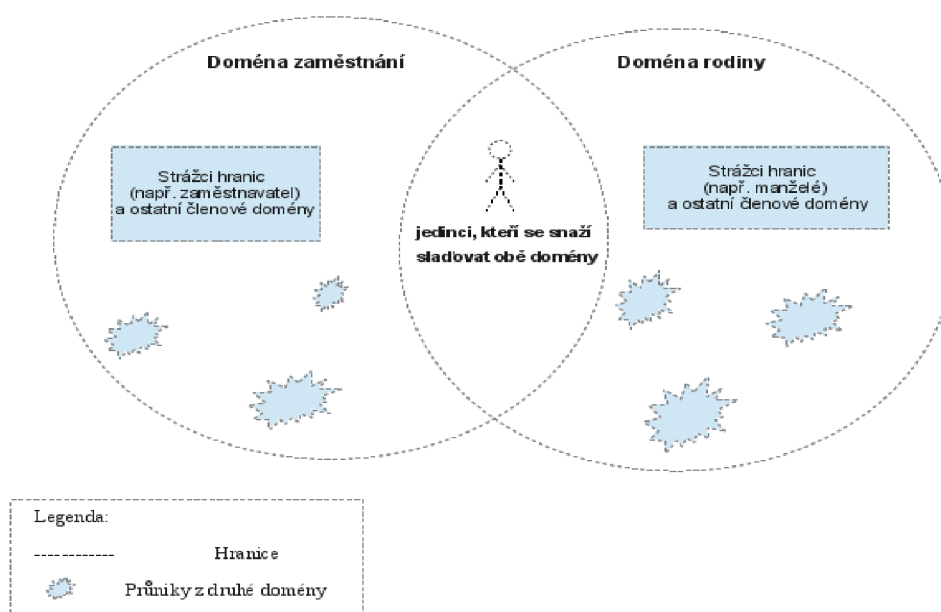 Doména zaměstnání
Doména rodiny
Strážci hranic
(např. zaměstnavatel)
a ostatní členové domény
Strážci hranic
(např. manželé)
a ostatní členové domény
jedinci, kteří se snaží
slaďovat obě domény
Legenda:
Hranice
Průniky z druhé domény